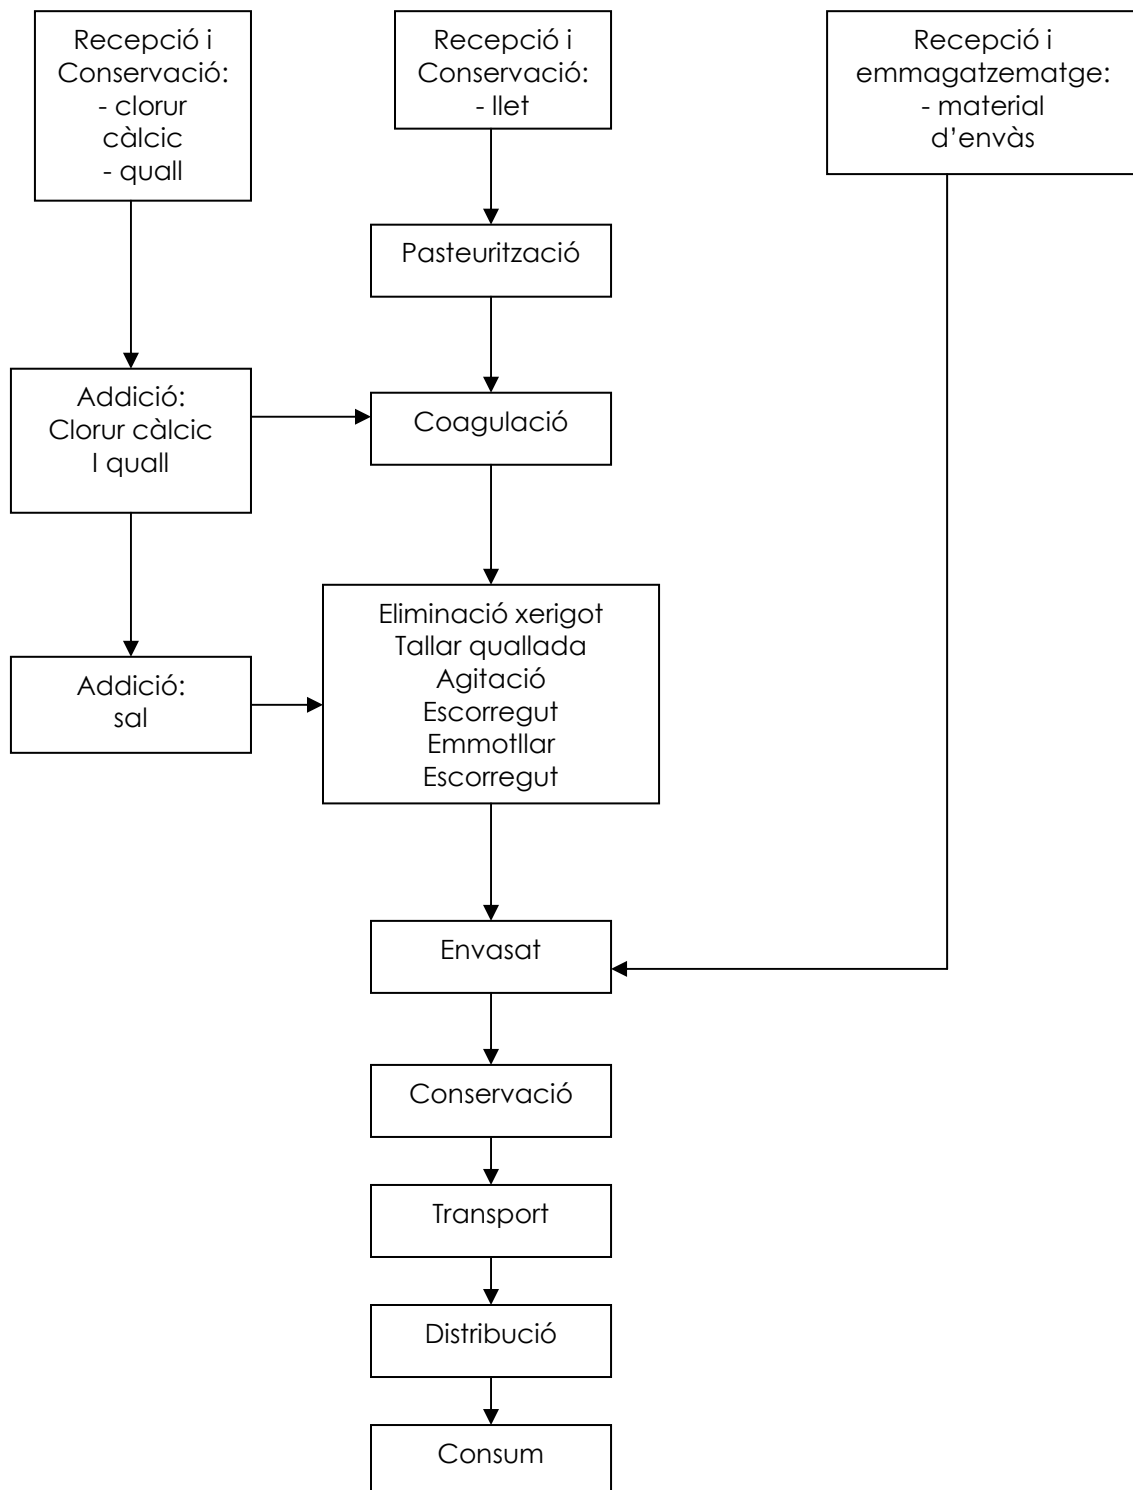 Recepció i
Conservació:
- clorur
càlcic
- quall
Recepció i
Conservació:
- llet
Recepció i
emmagatzematge:
- material
d'envàs
Pasteurització
Addició:
Clorur càlcic
I quall
Coagulació
Eliminació xerigot
Tallar quallada
Agitació
Escorregut
Emmotllar
Escorregut
Addició:
sal
Envasat
Conservació
Transport
Distribució
Consum